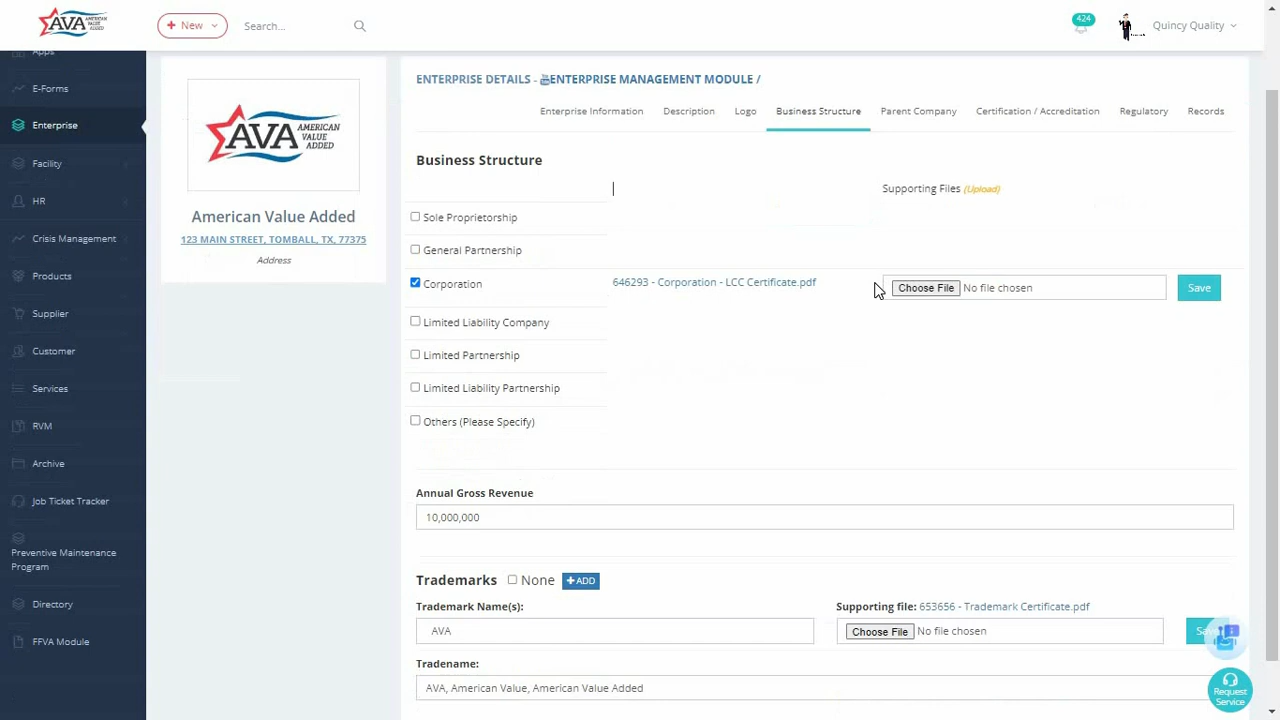 AVA AMERICAN VALUE ADDED
+ New
Search...
424
Quincy Quality
Apps
E-Forms
Enterprise
Facility
HR
Crisis Management
Products
Supplier
Customer
Services
RVM
Archive
Job Ticket Tracker
Preventive Maintenance
Program
Directory
FFVA Module
AVA AMERICAN VALUE ADDED
American Value Added
123 MAIN STREET, TOMBALL, TX, 77375
Address
ENTERPRISE DETAILS - ENTERPRISE MANAGEMENT MODULE /
Enterprise Information Description Logo Business Structure Parent Company Certification / Accreditation Regulatory Records
Business Structure
Supporting Files (Upload)
Sole Proprietorship
General Partnership
Corporation 646293 - Corporation - LCC Certificate.pdf Choose File No file chosen Save
Limited Liability Company
Limited Partnership
Limited Liability Partnership
Others (Please Specify)
Annual Gross Revenue
10,000,000
Trademarks None + ADD
Trademark Name(s): Supporting file: 653656 - Trademark Certificate.pdf
AVA Choose File No file chosen Save
Tradename:
AVA, American Value, American Value Added
Request
Service